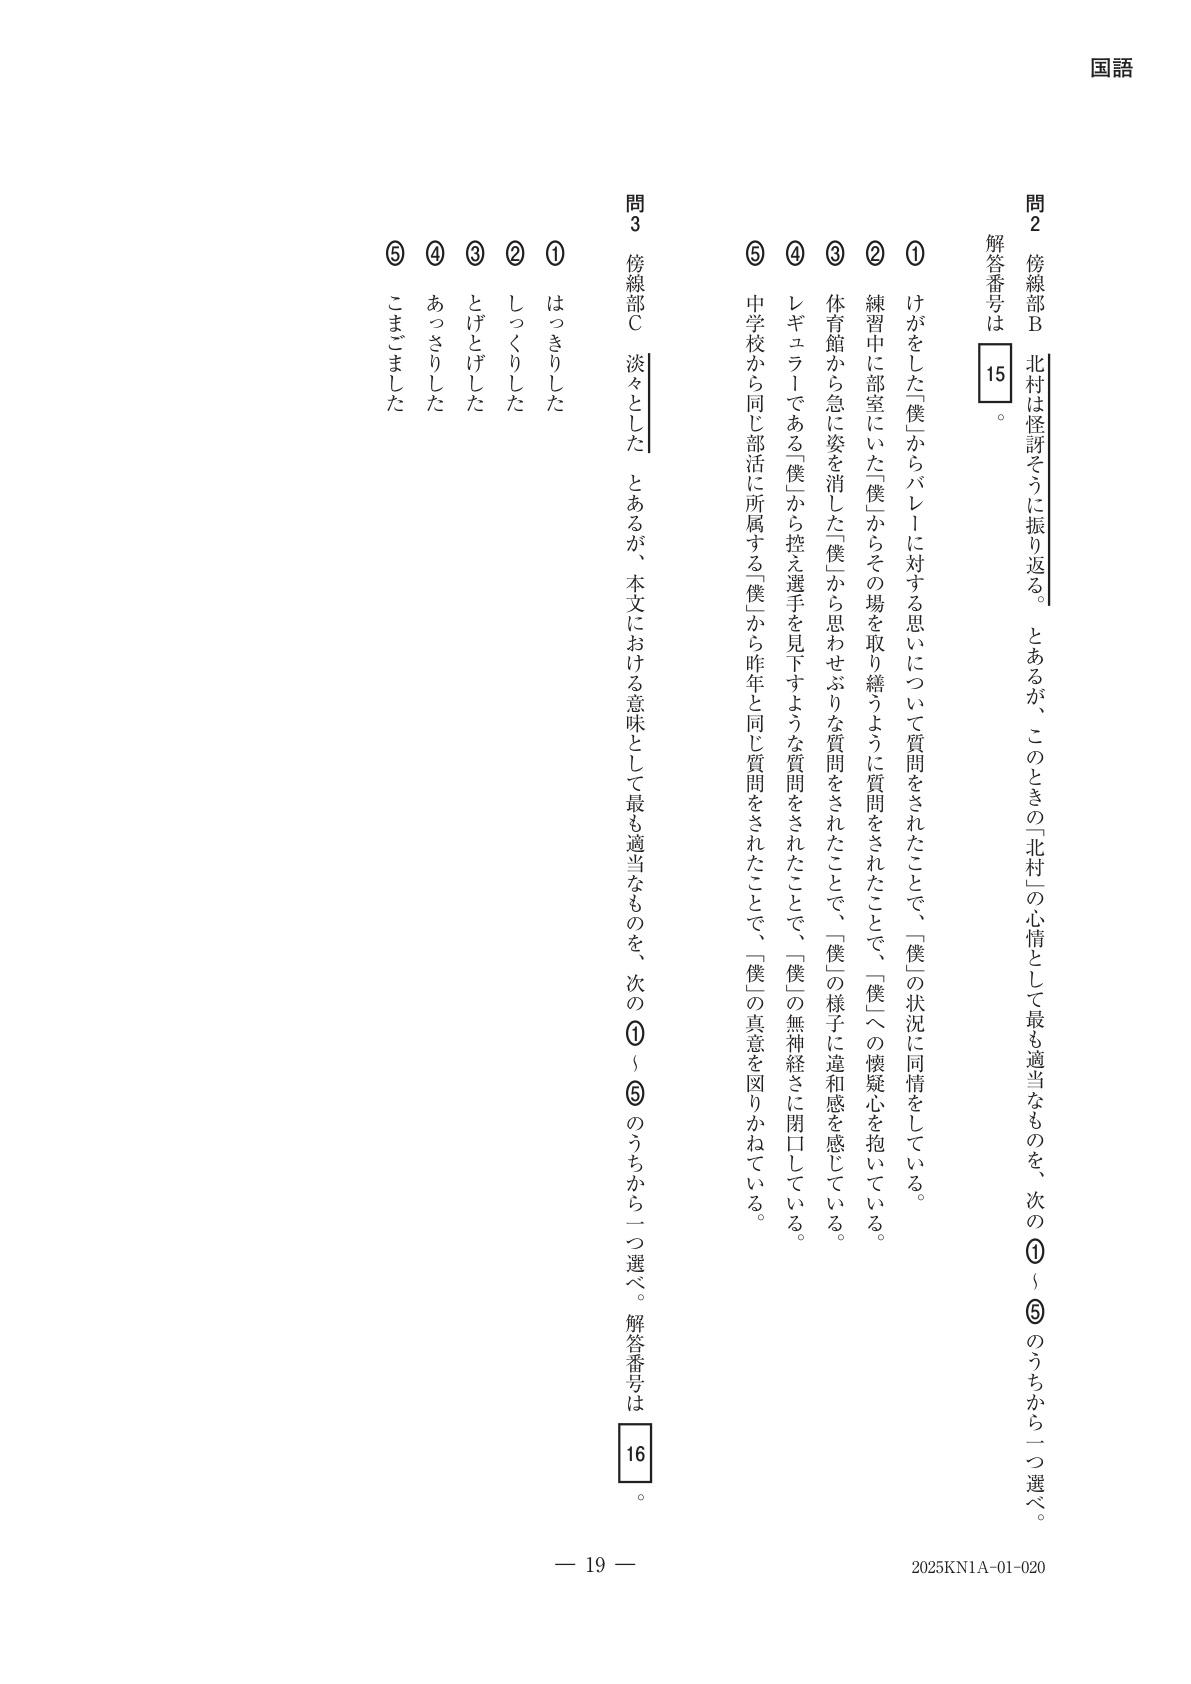 国語
問2　傍線部B　北村は怪訝そうに振り返る。　とあるが、このときの「北村」の心情として最も適当なものを、次の①～⑤のうちから一つ選べ。
解答番号は 15 。
① けがをした「僕」からバレーに対する思いについて質問をされたことで、「僕」の状況に同情をしている。
② 練習中に部室にいた「僕」からその場を取り繕うように質問をされたことで、「僕」への懐疑心を抱いている。
③ 体育館から急に姿を消した「僕」から思わせぶりな質問をされたことで、「僕」の様子に違和感を感じている。
④ レギュラーである「僕」から控え選手を見下すような質問をされたことで、「僕」の無神経さに閉口している。
⑤ 中学校から同じ部活に所属する「僕」から昨年と同じ質問をされたことで、「僕」の真意を図りかねている。
問3　傍線部C　淡々とした　とあるが、本文における意味として最も適当なものを、次の①～⑤のうちから一つ選べ。解答番号は 16 。
① はっきりした
② しっくりした
③ とげとげした
④ あっさりした
⑤ こまごました
― 19 ―
2025KN1A-01-020